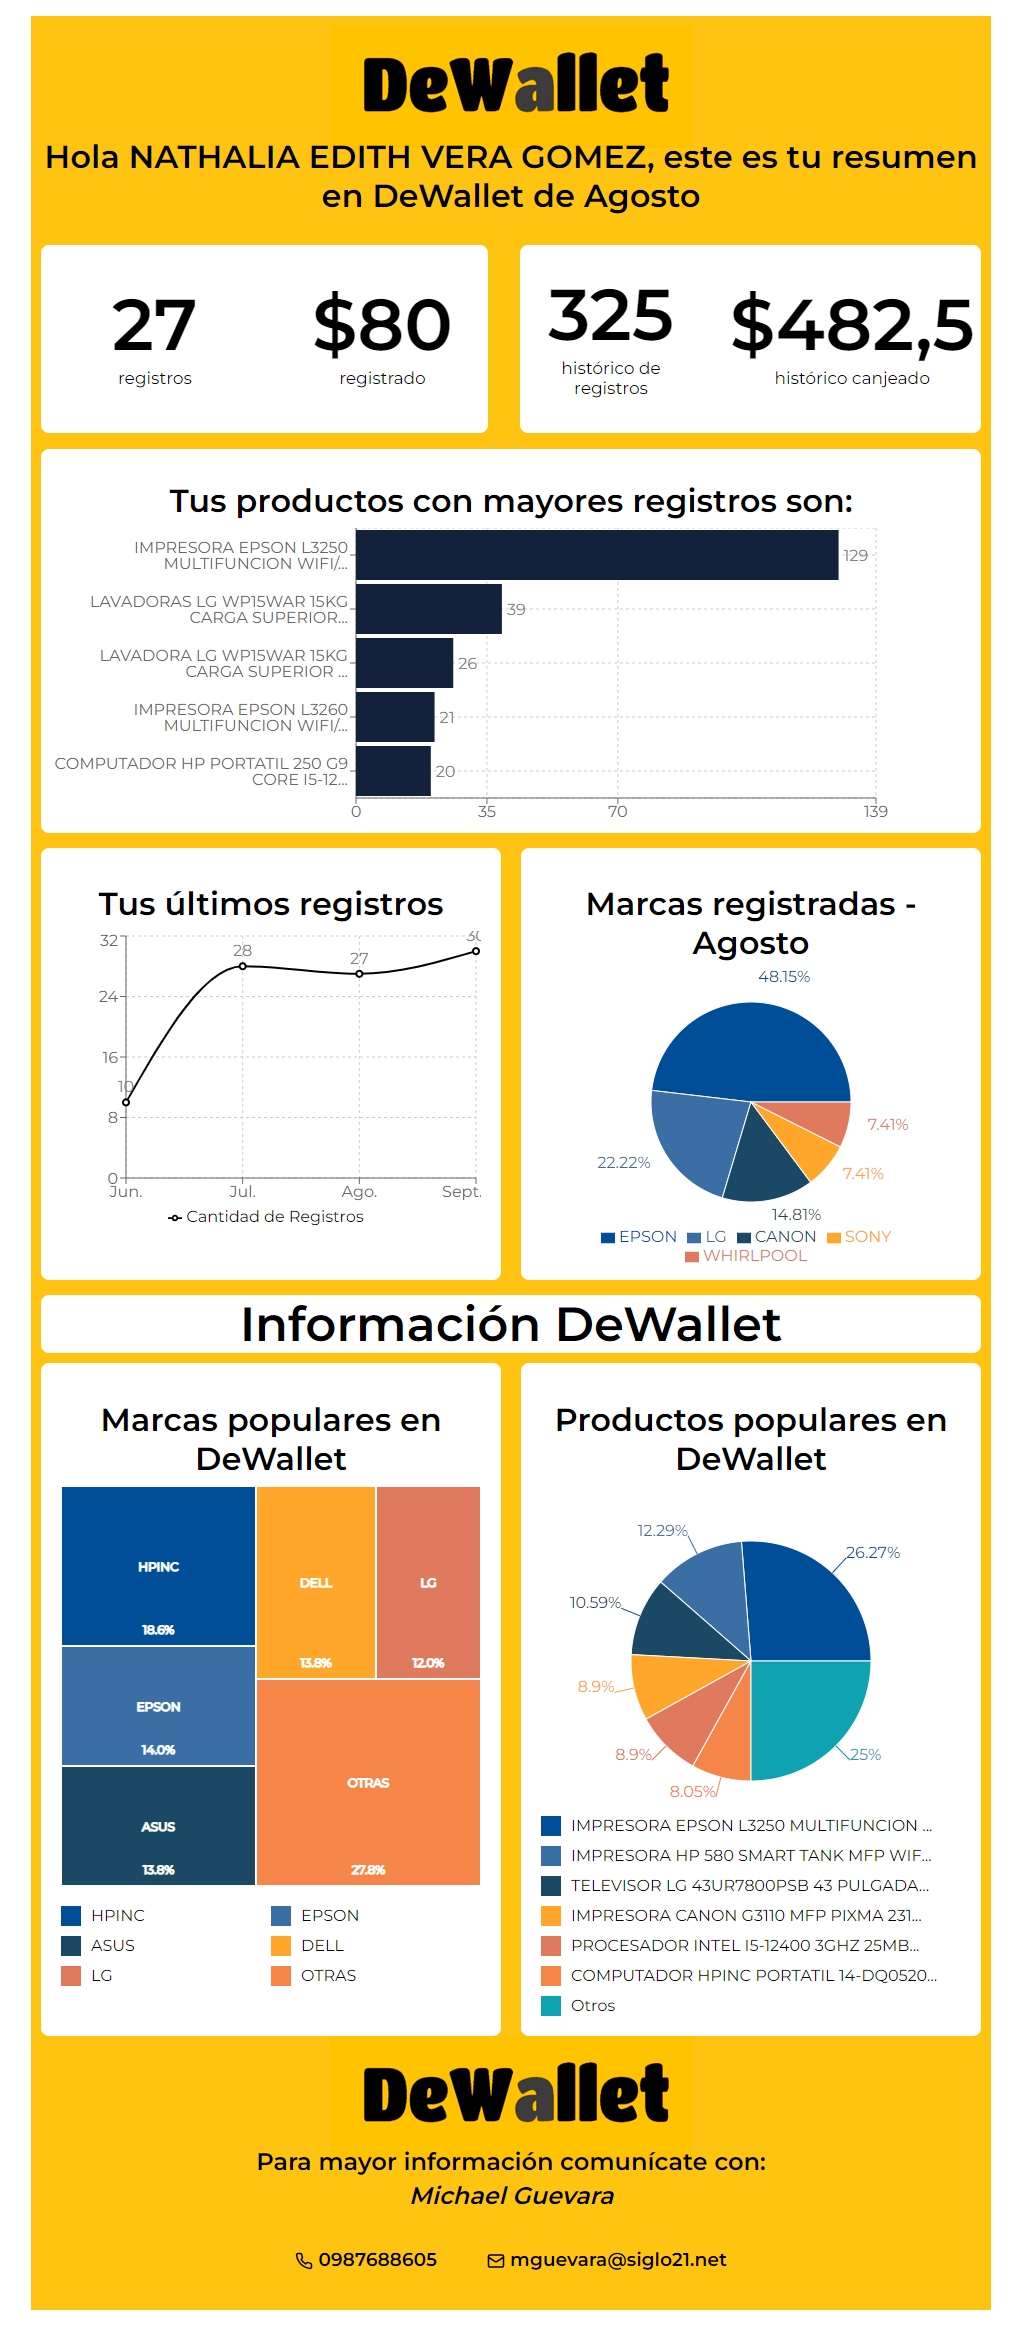 DeWallet
Hola NATHALIA EDITH VERA GOMEZ, este es tu resumen
en DeWallet de Agosto
27
registros
$80
registrado
325
histórico de
registros
$482,5
histórico canjeado
Tus productos con mayores registros son:
IMPRESORA EPSON L3250
MULTIFUNCION WIFI/...
129
LAVADORAS LG WP15WAR 15KG
CARGA SUPERIOR...
39
LAVADORA LG WP15WAR 15KG
CARGA SUPERIOR ...
26
IMPRESORA EPSON L3260
MULTIFUNCION WIFI/...
21
COMPUTADOR HP PORTATIL 250 G9
CORE I5-12...
20
0 35 70 139
Tus últimos registros
32
24
16
8
0
10
28
27
30
Jun. Jul. Ago. Sept.
Cantidad de Registros
Marcas registradas -
Agosto
48.15%
7.41%
22.22%
7.41%
14.81%
EPSON LG CANON SONY
WHIRLPOOL
Información DeWallet
Marcas populares en
DeWallet
HPINC
18.6%
DELL
13.8%
LG
12.0%
EPSON
14.0%
ASUS
13.8%
OTRAS
27.8%
HPINC EPSON
ASUS DELL
LG OTRAS
Productos populares en
DeWallet
12.29%
26.27%
10.59%
8.9%
8.9%
25%
8.05%
IMPRESORA EPSON L3250 MULTIFUNCION ...
IMPRESORA HP 580 SMART TANK MFP WIF...
TELEVISOR LG 43UR7800PSB 43 PULGADA...
IMPRESORA CANON G3110 MFP PIXMA 231...
PROCESADOR INTEL I5-12400 3GHZ 25MB...
COMPUTADOR HPINC PORTATIL 14-DQ0520...
Otros
DeWallet
Para mayor información comunícate con:
Michael Guevara
0987688605 mguevara@siglo21.net